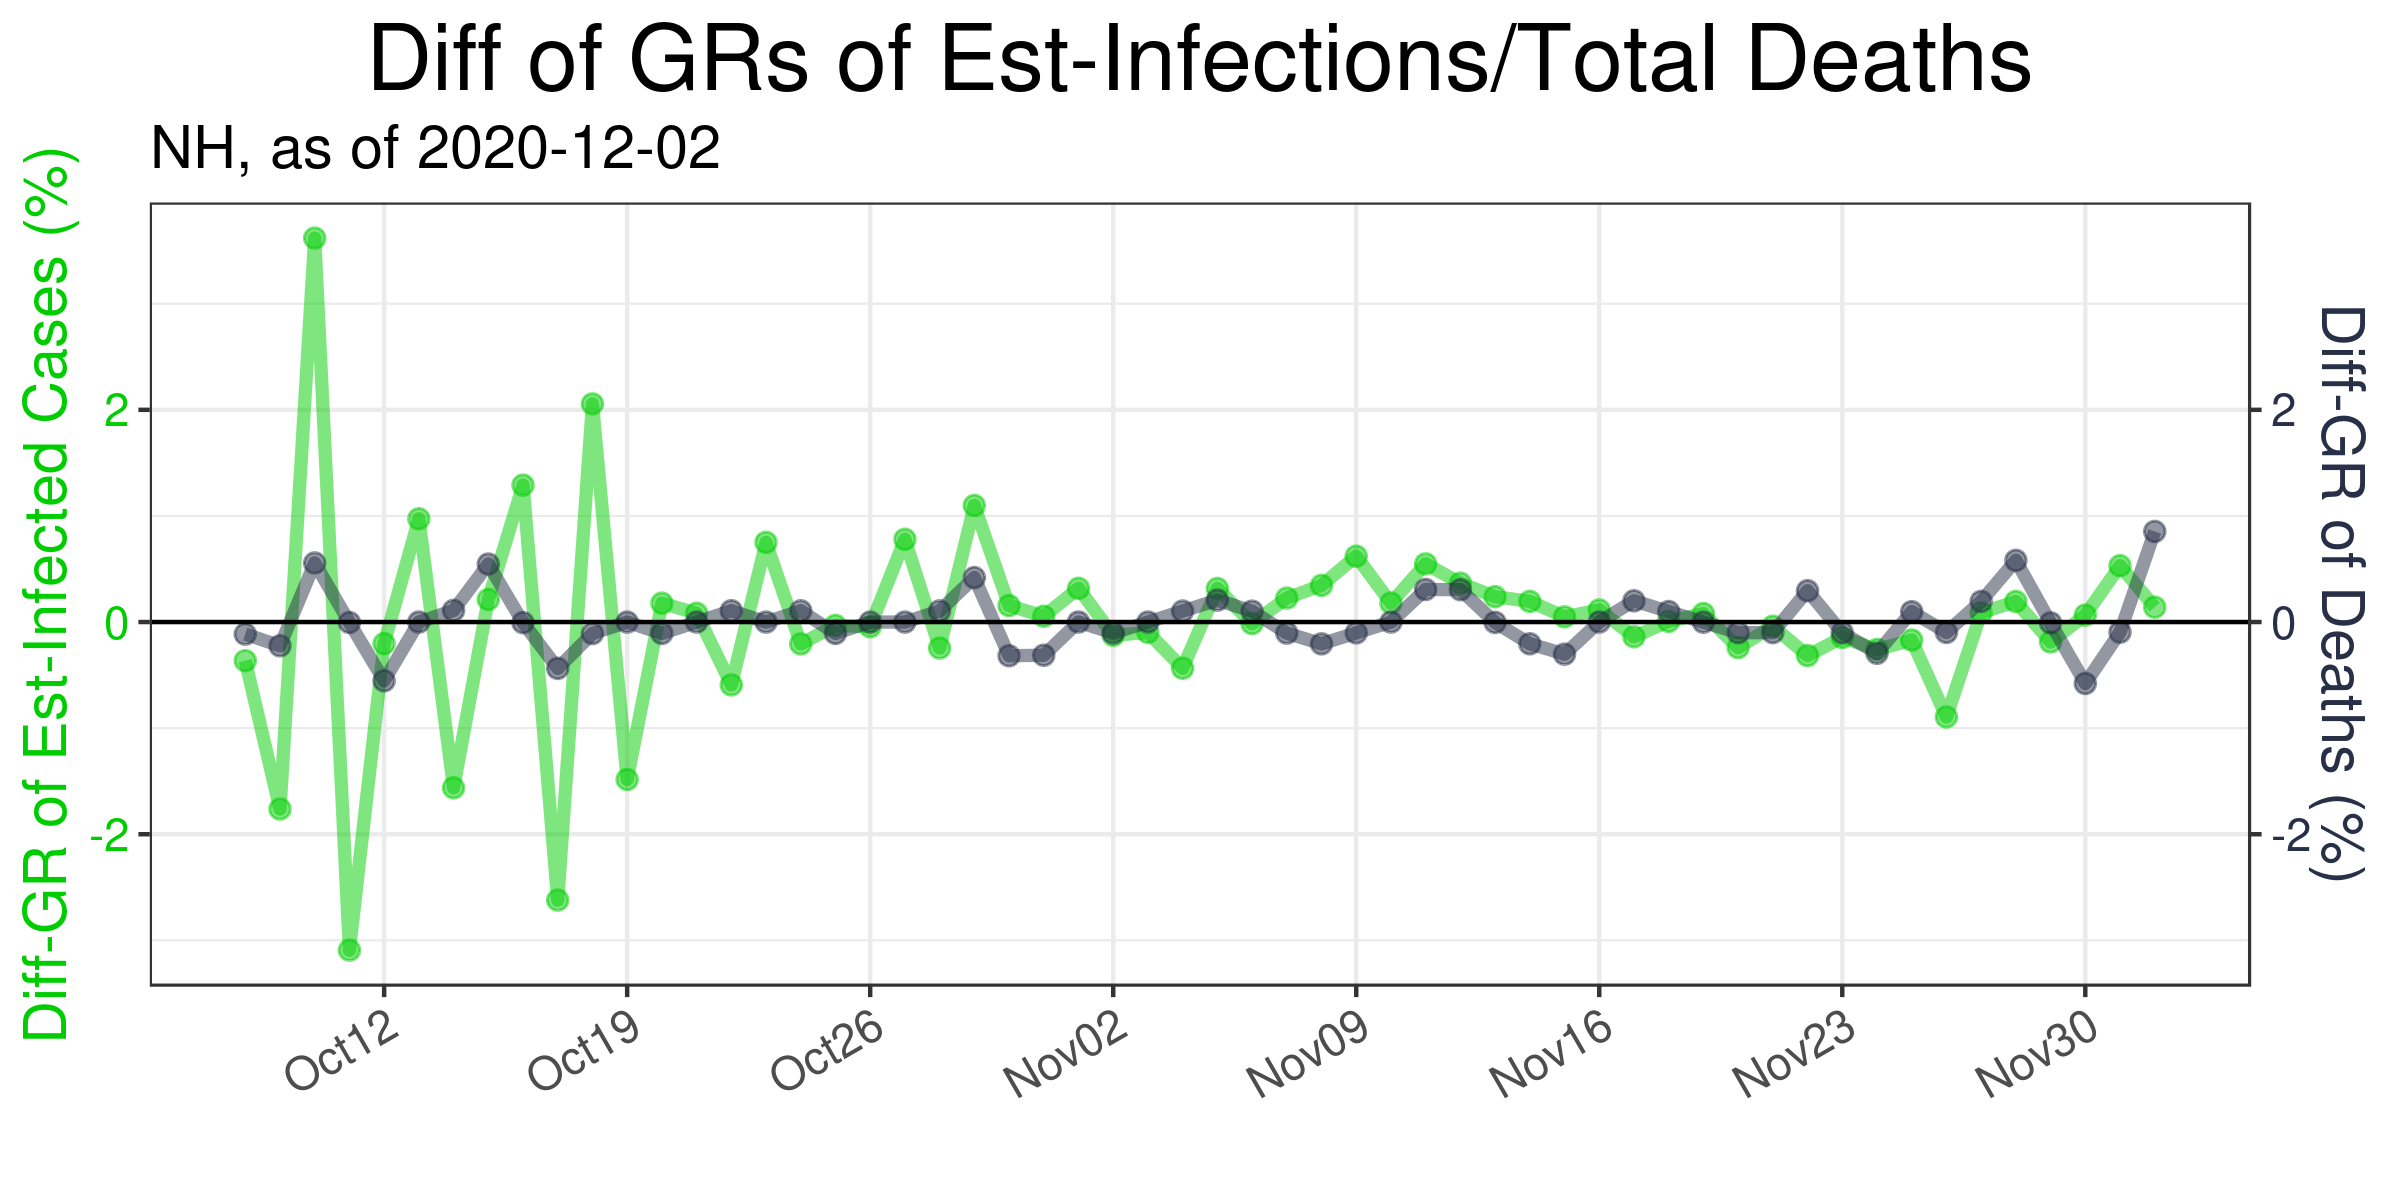 Diff of GRs of Est-Infections/Total Deaths
NH, as of 2020-12-02
Diff-GR of Est-Infected Cases (%)
2
0
-2
2
0
-2
Diff-GR of Deaths (%)
Oct12
Oct19
Oct26
Nov02
Nov09
Nov16
Nov23
Nov30